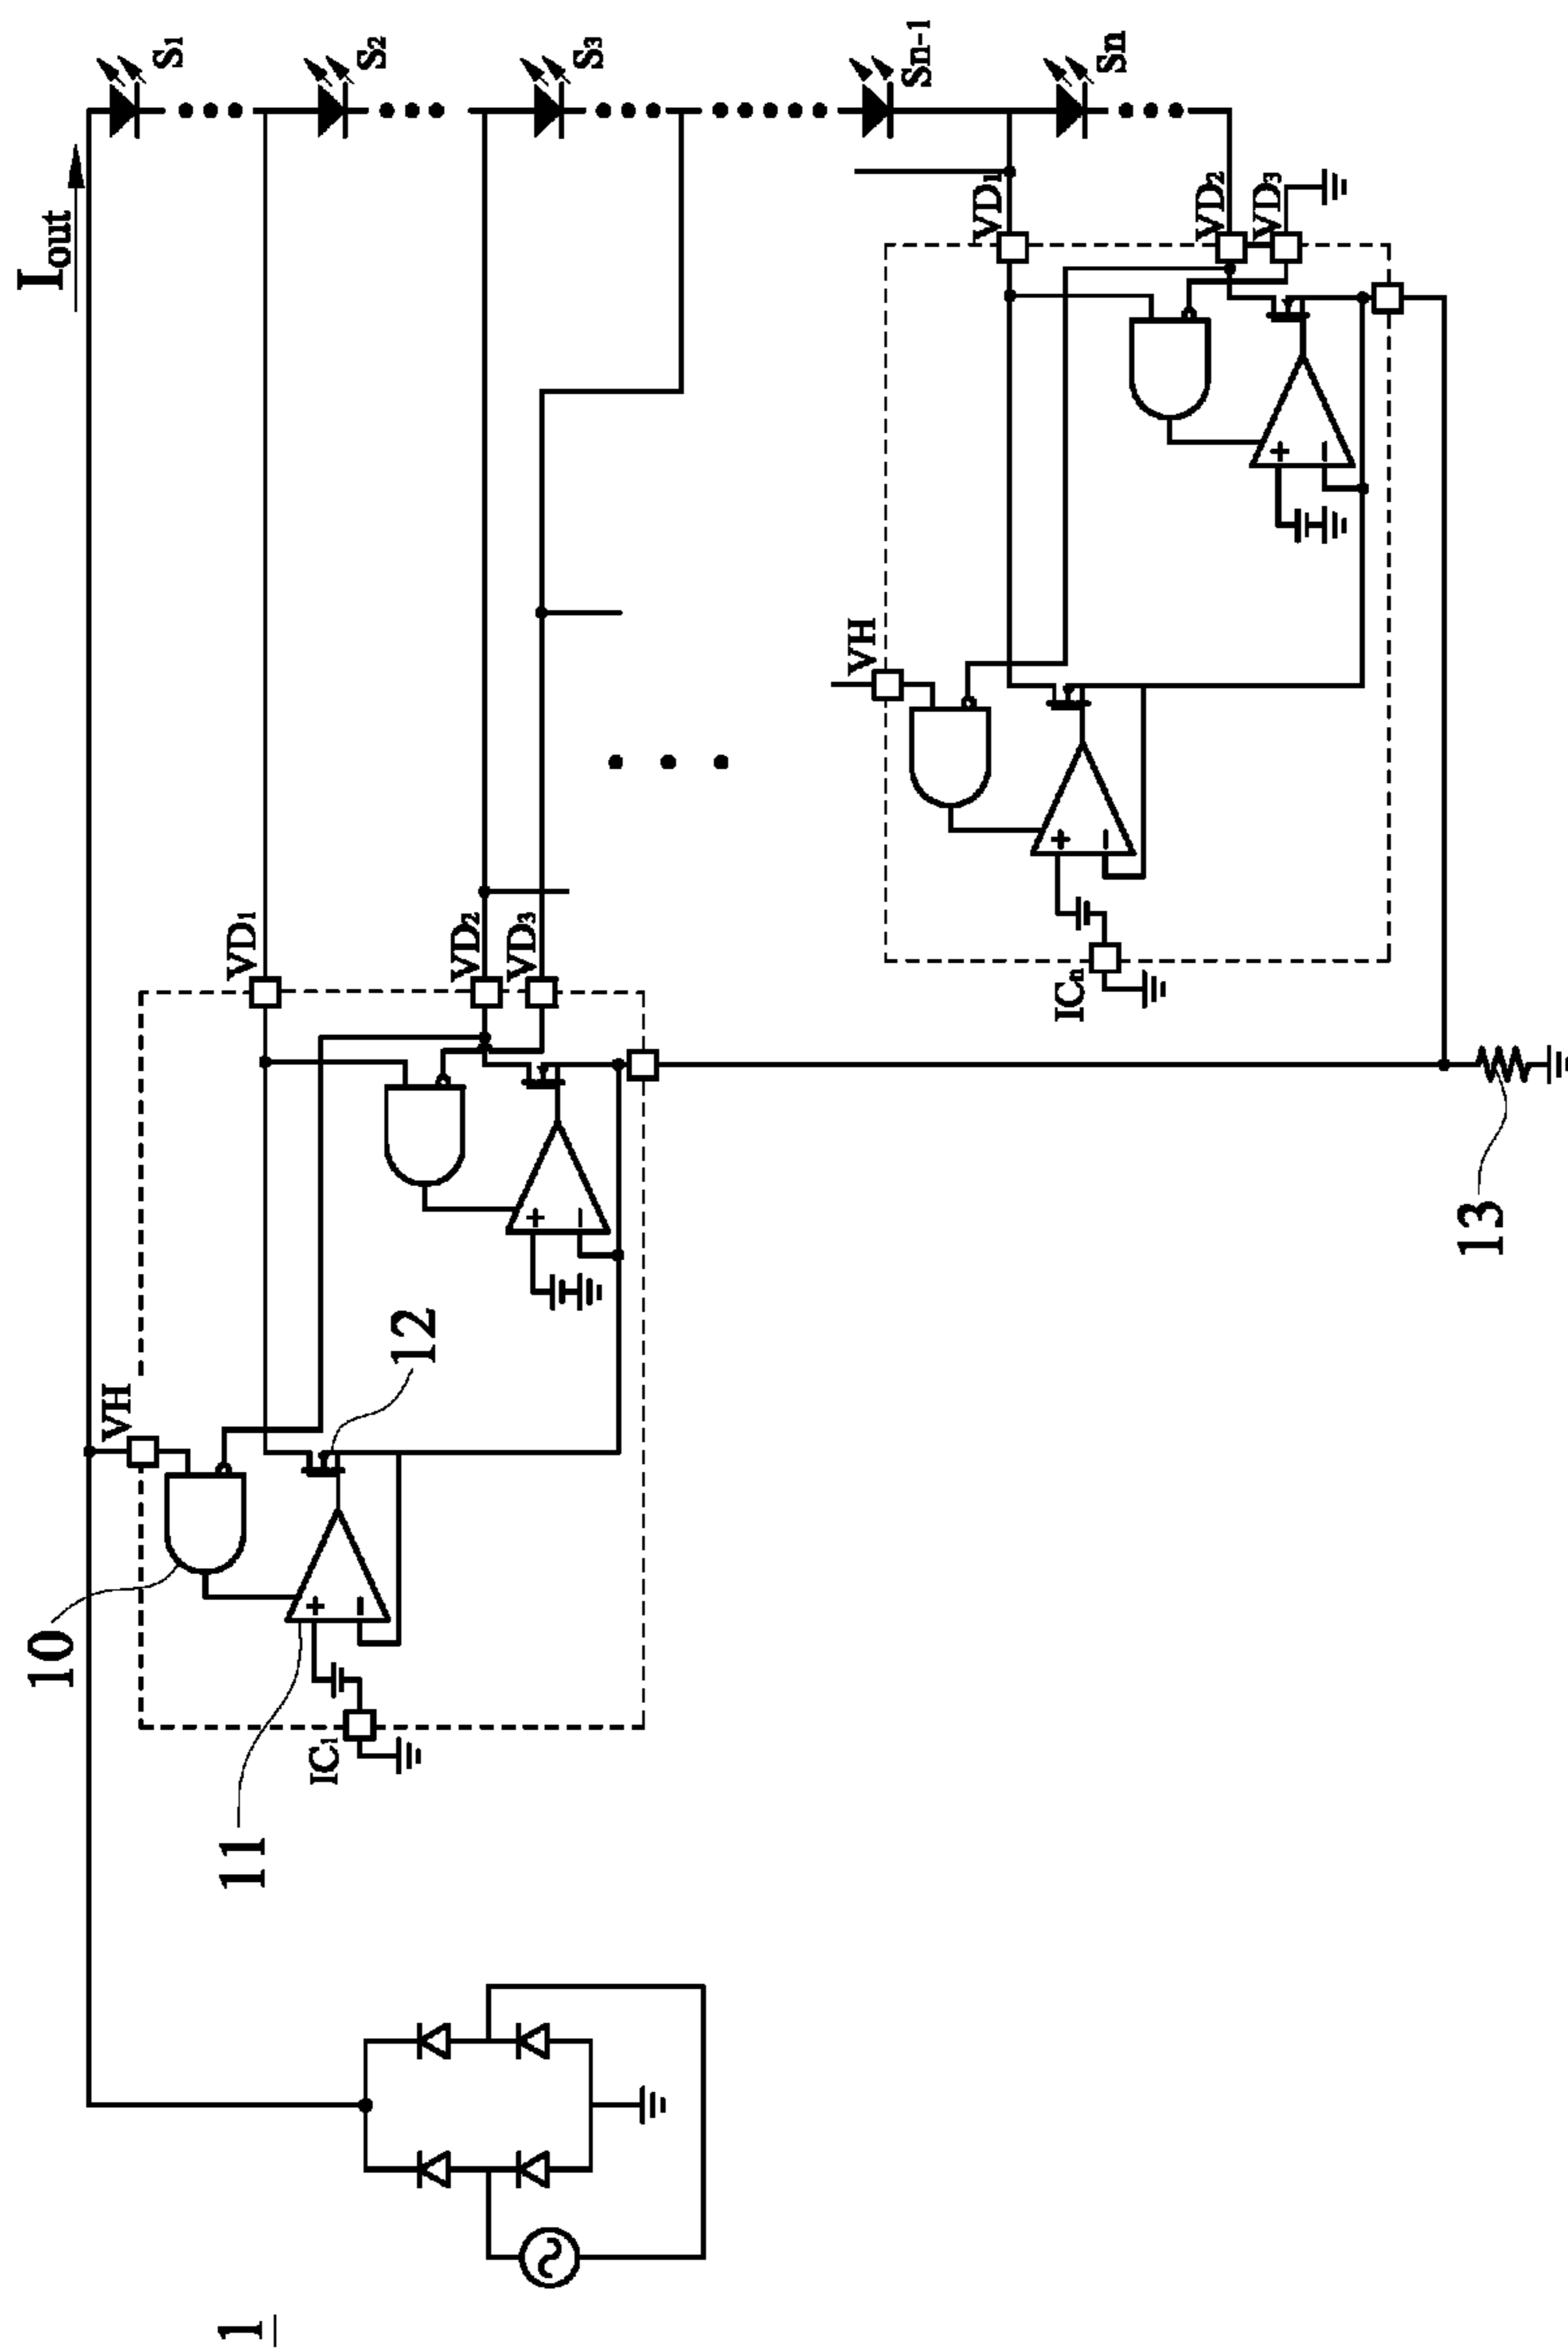 1
I_out
S1
S2
S3
Sn-1
Sn
10
VH
VD1
VD2
VD3
12
11
IC1
+
−
+
−
VH
VD1
VD2
VD3
ICn
+
−
+
−
13